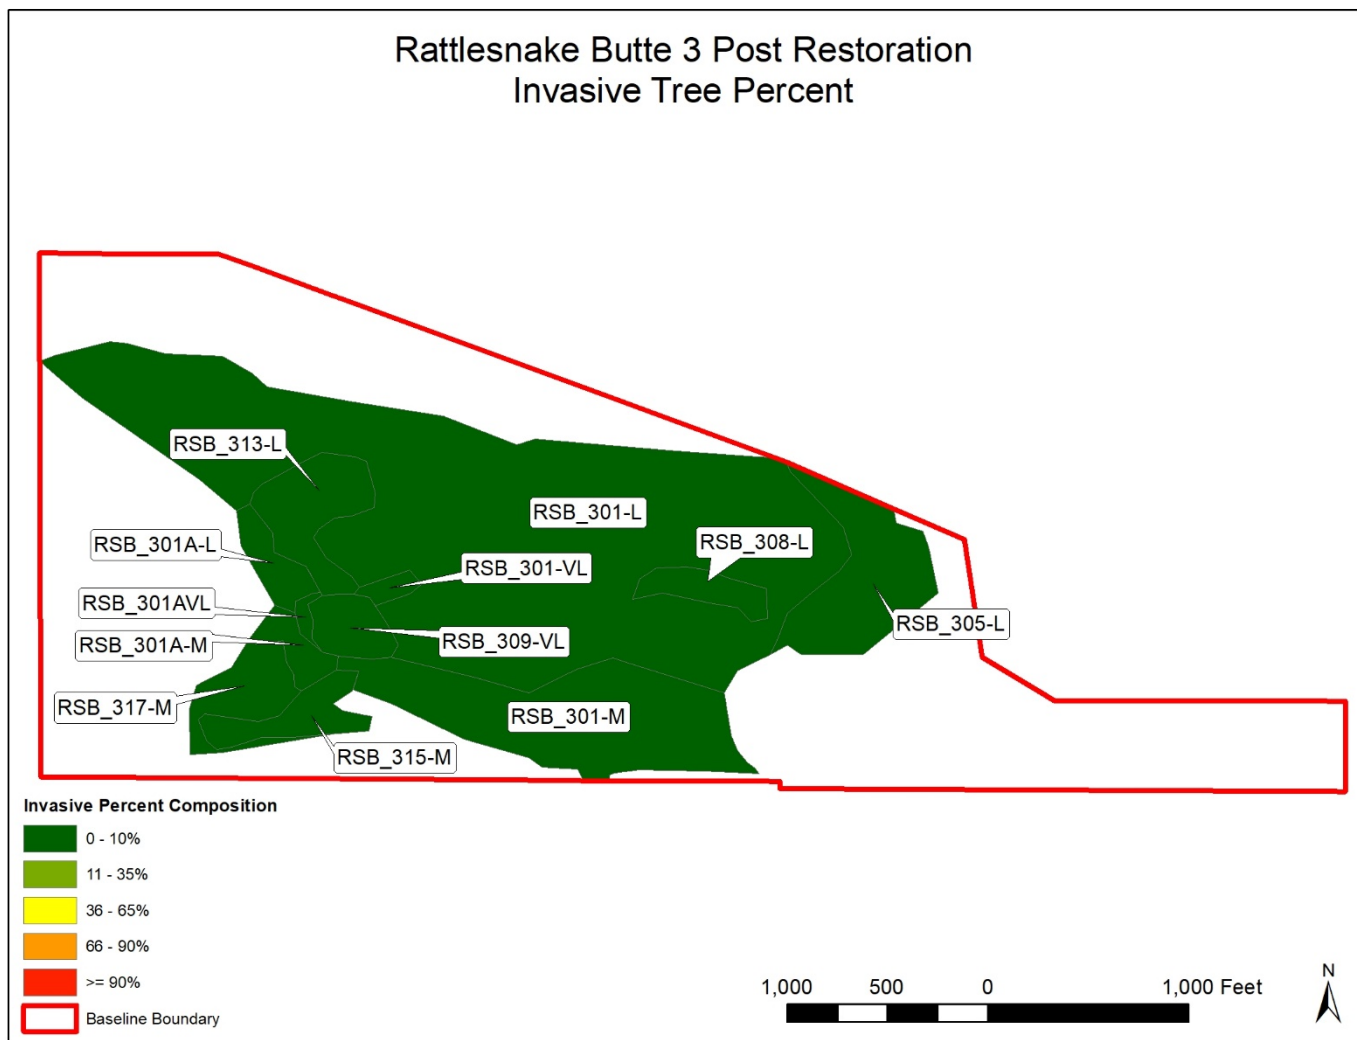 Rattlesnake Butte 3 Post Restoration
Invasive Tree Percent
RSB_313-L
RSB_301-L
RSB_308-L
RSB_301A-L
RSB_301-VL
RSB_301AVL
RSB_305-L
RSB_301A-M
RSB_309-VL
RSB_317-M
RSB_301-M
RSB_315-M
Invasive Percent Composition
0 - 10%
11 - 35%
36 - 65%
66 - 90%
>= 90%
Baseline Boundary
1,000 500 0 1,000 Feet
N